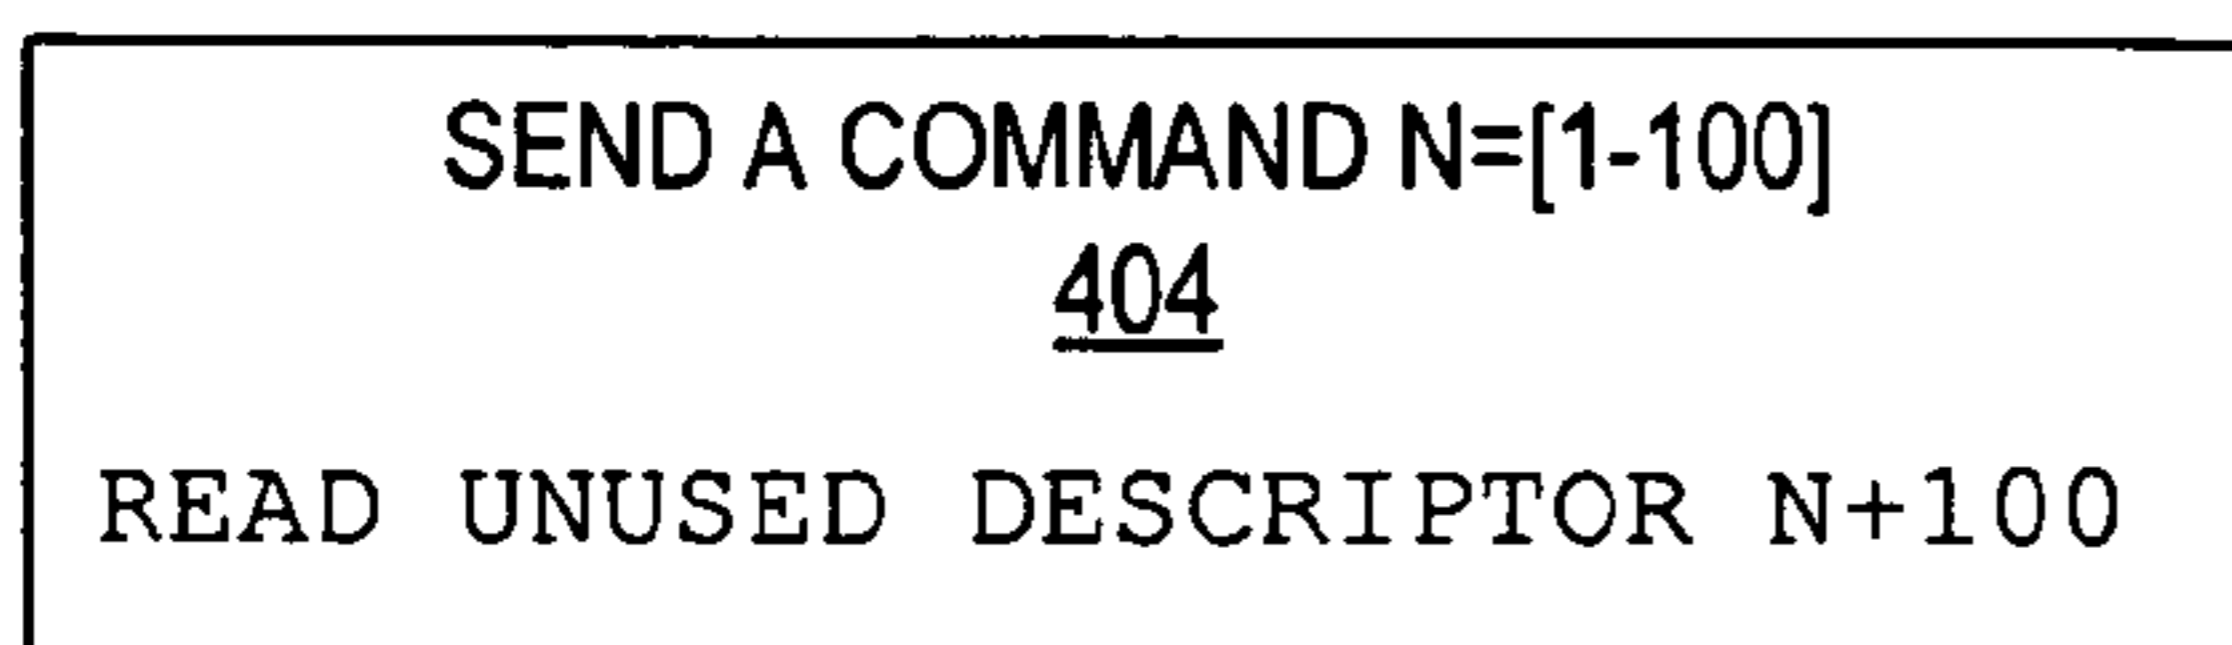 SEND A COMMAND N=[1-100]
404
READ UNUSED DESCRIPTOR N+100